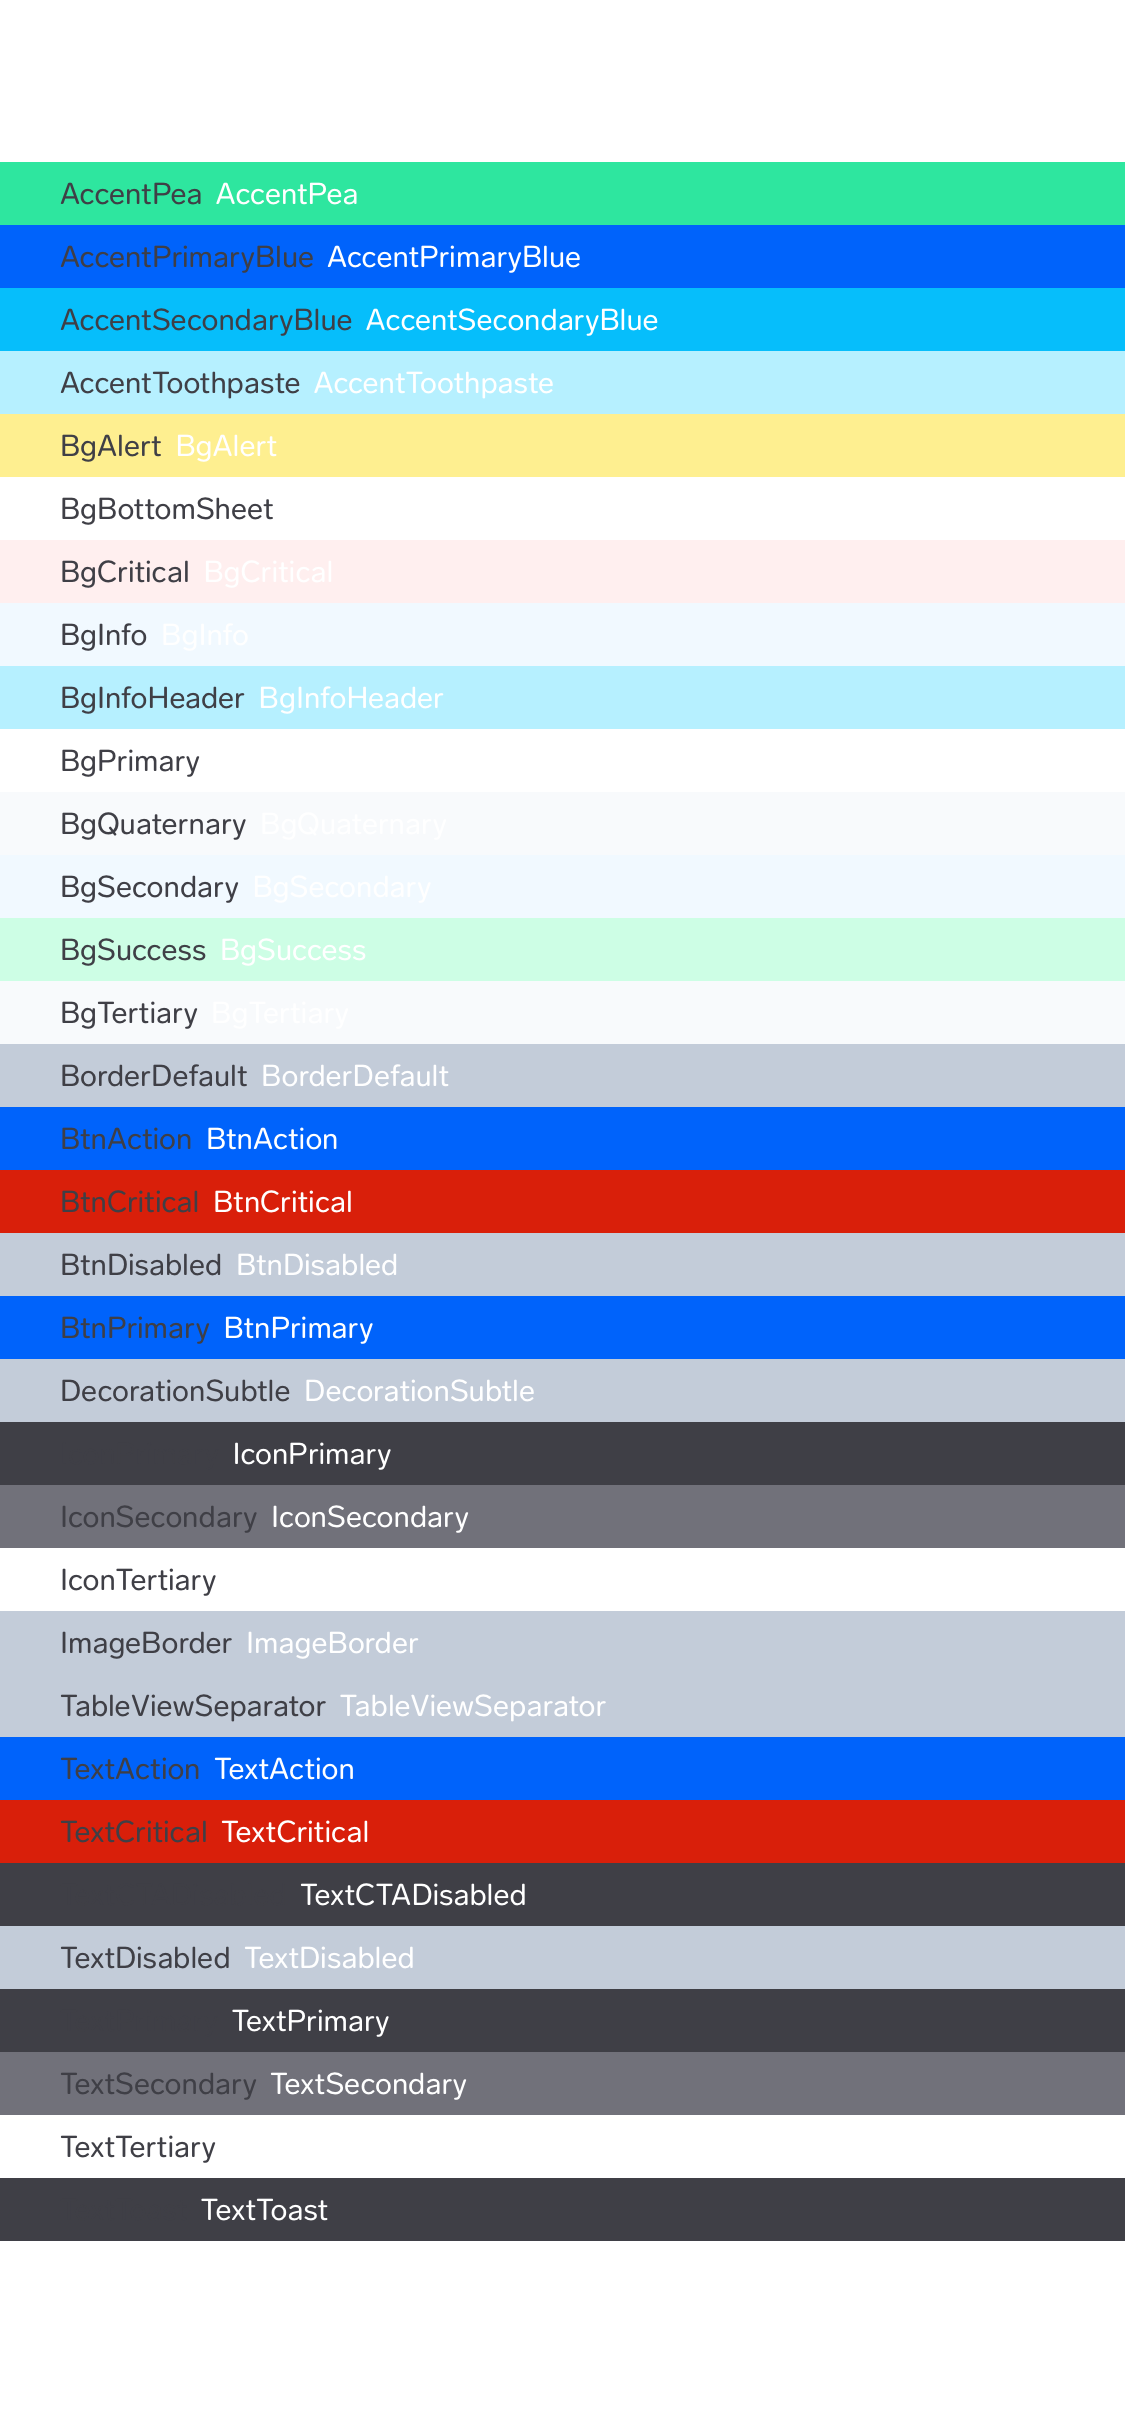 AccentPea AccentPea
AccentPrimaryBlue AccentPrimaryBlue
AccentSecondaryBlue AccentSecondaryBlue
AccentToothpaste AccentToothpaste
BgAlert BgAlert
BgBottomSheet
BgCritical BgCritical
BgInfo BgInfo
BgInfoHeader BgInfoHeader
BgPrimary
BgQuaternary BgQuaternary
BgSecondary BgSecondary
BgSuccess BgSuccess
BgTertiary BgTertiary
BorderDefault BorderDefault
BtnAction BtnAction
BtnCritical BtnCritical
BtnDisabled BtnDisabled
BtnPrimary BtnPrimary
DecorationSubtle DecorationSubtle
IconPrimary
IconSecondary IconSecondary
IconTertiary
ImageBorder ImageBorder
TableViewSeparator TableViewSeparator
TextAction TextAction
TextCritical TextCritical
TextCTADisabled
TextDisabled TextDisabled
TextPrimary
TextSecondary TextSecondary
TextTertiary
TextToast